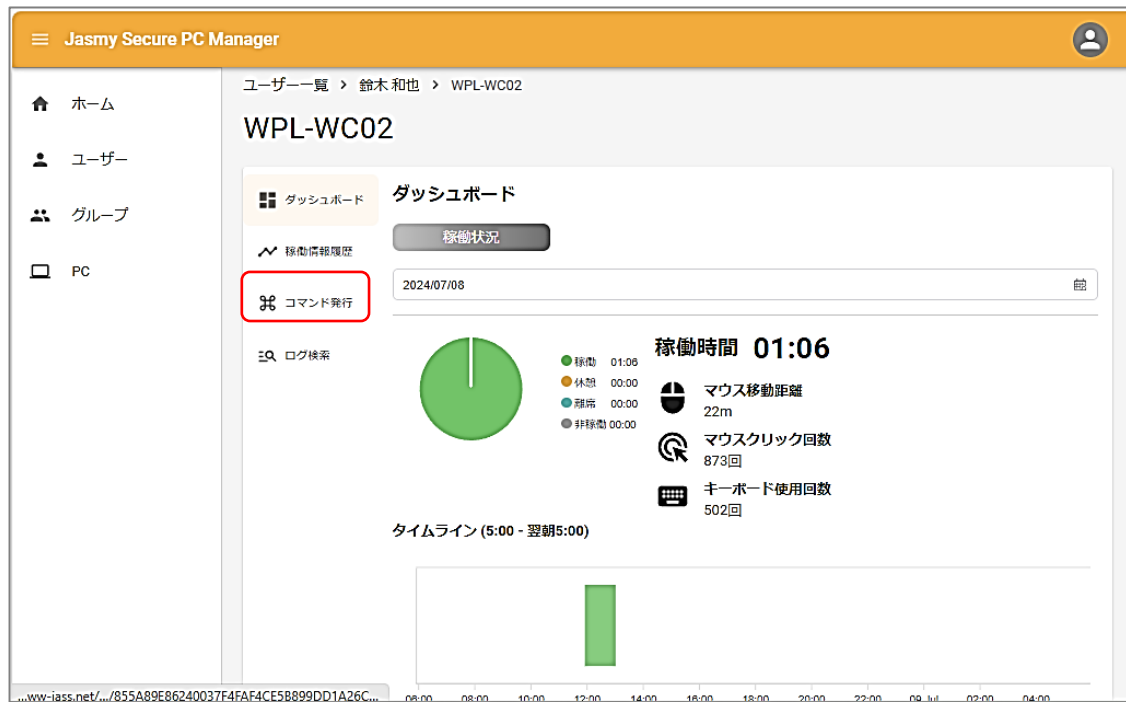 Jasmy Secure PC Manager
ホーム
ユーザー
グループ
PC
ユーザー一覧 > 鈴木 和也 > WPL-WC02
WPL-WC02
ダッシュボード
稼働情報履歴
コマンド発行
ログ検索
ダッシュボード
稼働状況
2024/07/08
稼働 01:06
休憩 00:00
離席 00:00
非稼働 00:00
稼働時間 01:06
マウス移動距離
22m
マウスクリック回数
873回
キーボード使用回数
502回
タイムライン (5:00 - 翌朝5:00)
06:00 08:00 10:00 12:00 14:00 16:00 18:00 20:00 22:00 09 Jul 02:00 04:00
...ww-iass.net/.../855A89E86240037F4FAF4CE5B899DD1A26C...